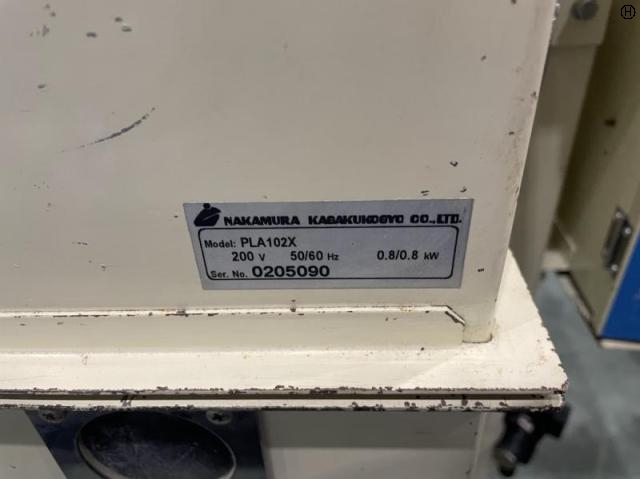 NAKAMURA KAGAKUKOGYO CO.,LTD.
Model: PLA102X
200 V 50/60 Hz 0.8/0.8 kW
Ser. No. 0205090
H